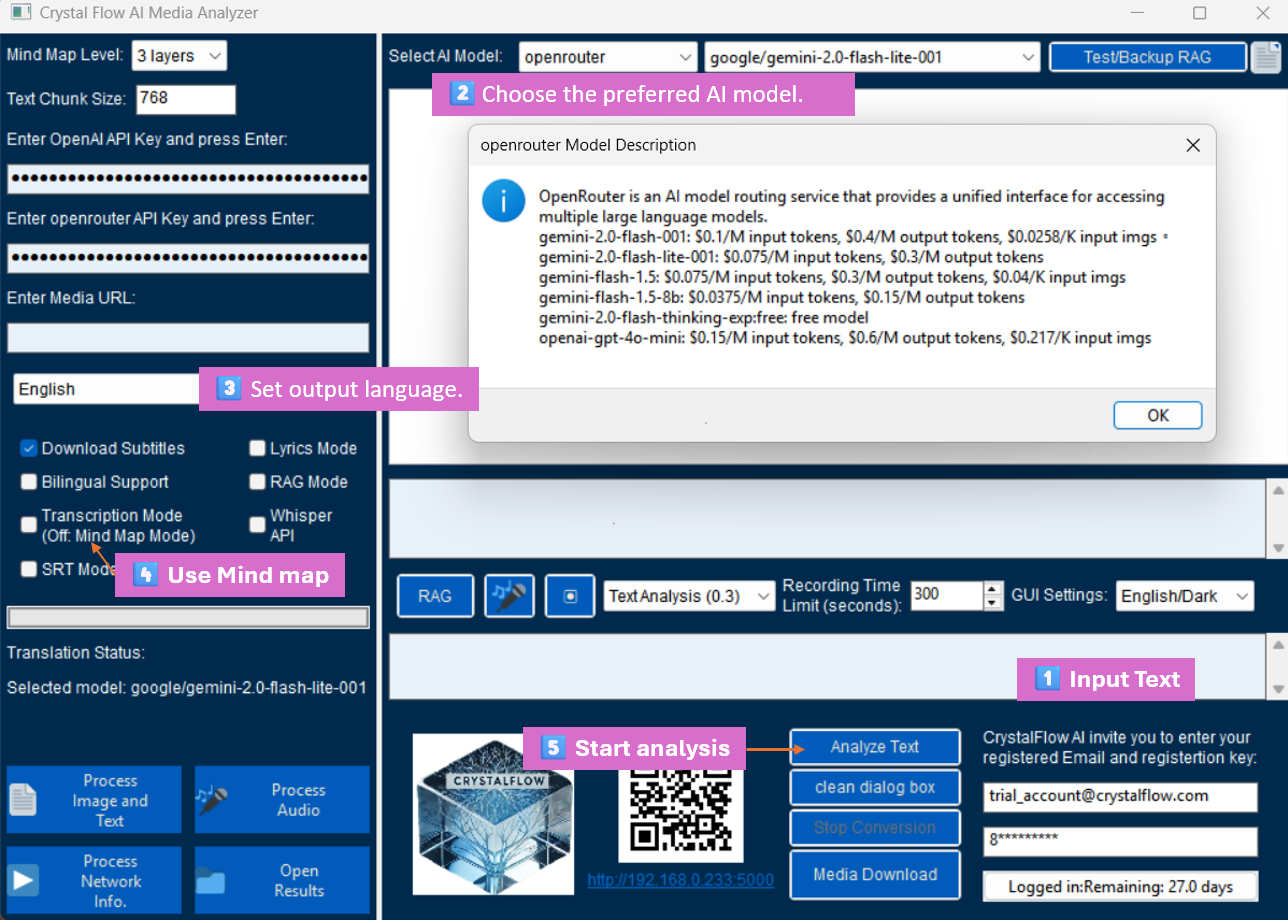 Crystal Flow AI Media Analyzer
Mind Map Level: 3 layers
Text Chunk Size: 768
Enter OpenAI API Key and press Enter:
••••••••••••••••••••••••••••••••••••••
Enter openrouter API Key and press Enter:
••••••••••••••••••••••••••••••••••••••
Enter Media URL:
English
3 Set output language.
Download Subtitles
Lyrics Mode
Bilingual Support
RAG Mode
Transcription Mode
(Off: Mind Map Mode)
Whisper
API
SRT Mode
4 Use Mind map
Translation Status:
Selected model: google/gemini-2.0-flash-lite-001
Process
Image and
Text
Process
Audio
Process
Network
Info.
Open
Results
Select AI Model: openrouter google/gemini-2.0-flash-lite-001 Test/Backup RAG
2 Choose the preferred AI model.
openrouter Model Description
OpenRouter is an AI model routing service that provides a unified interface for accessing
multiple large language models.
gemini-2.0-flash-001: $0.1/M input tokens, $0.4/M output tokens, $0.0258/K input imgs。
gemini-2.0-flash-lite-001: $0.075/M input tokens, $0.3/M output tokens
gemini-flash-1.5: $0.075/M input tokens, $0.3/M output tokens, $0.04/K input imgs
gemini-flash-1.5-8b: $0.0375/M input tokens, $0.15/M output tokens
gemini-2.0-flash-thinking-exp:free: free model
openai-gpt-4o-mini: $0.15/M input tokens, $0.6/M output tokens, $0.217/K input imgs
OK
RAG
TextAnalysis (0.3)
Recording Time
Limit (seconds):
300
GUI Settings: English/Dark
1 Input Text
5 Start analysis
CRYSTALFLOW
http://192.168.0.233:5000
Analyze Text
clean dialog box
Stop Conversion
Media Download
CrystalFlow AI invite you to enter your
registered Email and registertion key:
trial_account@crystalflow.com
8*********
Logged in:Remaining: 27.0 days